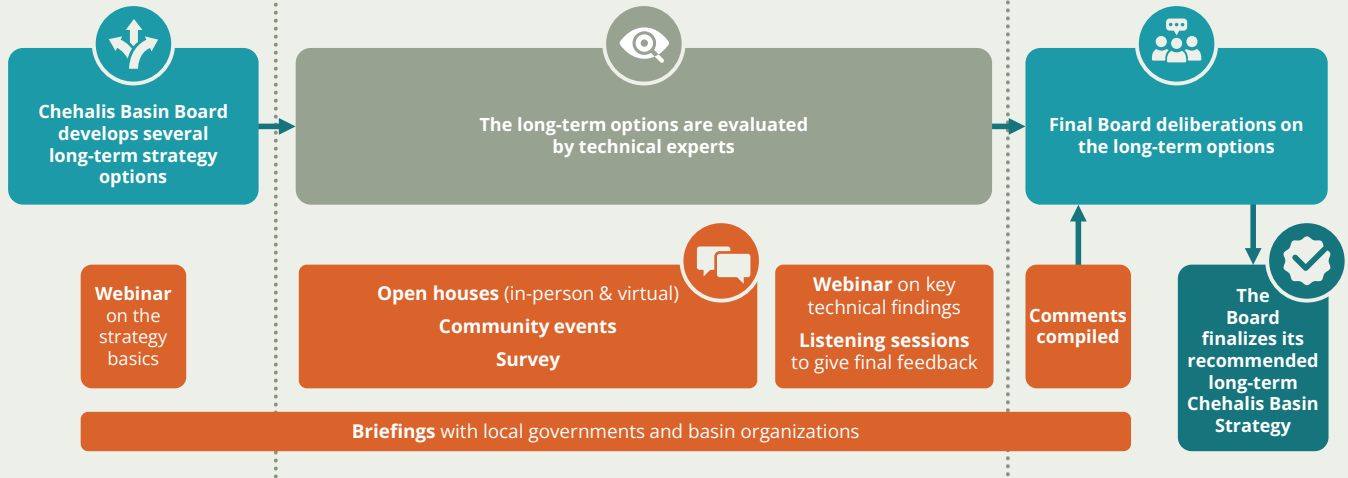 Chehalis Basin Board
develops several
long-term strategy
options
The long-term options are evaluated
by technical experts
Final Board deliberations on
the long-term options
Webinar
on the
strategy
basics
Open houses (in-person & virtual)
Community events
Survey
Webinar on key
technical findings
Listening sessions
to give final feedback
Comments
compiled
The
Board
finalizes its
recommended
long-term
Chehalis Basin
Strategy
Briefings with local governments and basin organizations